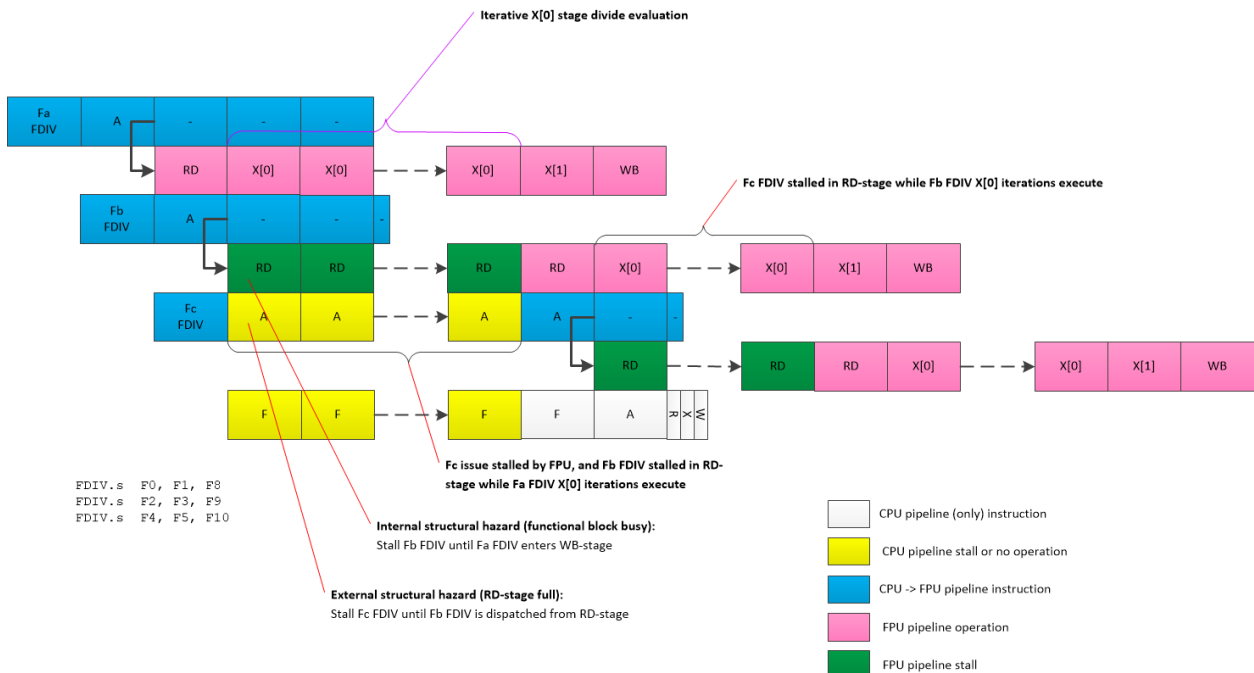 Iterative X[0] stage divide evaluation
Fa
FDIV
A
-
-
-
RD
X[0]
X[0]
X[0]
X[1]
WB
Fb
FDIV
A
-
-
-
Fc FDIV stalled in RD-stage while Fb FDIV X[0] iterations execute
RD
RD
RD
RD
X[0]
X[0]
X[1]
WB
Fc
FDIV
A
A
A
A
-
-
RD
RD
RD
X[0]
X[0]
X[1]
WB
F
F
F
F
A
R
X
W
Fc issue stalled by FPU, and Fb FDIV stalled in RD-
stage while Fa FDIV X[0] iterations execute
FDIV.s F0, F1, F8
FDIV.s F2, F3, F9
FDIV.s F4, F5, F10
Internal structural hazard (functional block busy):
Stall Fb FDIV until Fa FDIV enters WB-stage
External structural hazard (RD-stage full):
Stall Fc FDIV until Fb FDIV is dispatched from RD-stage
CPU pipeline (only) instruction
CPU pipeline stall or no operation
CPU -> FPU pipeline instruction
FPU pipeline operation
FPU pipeline stall